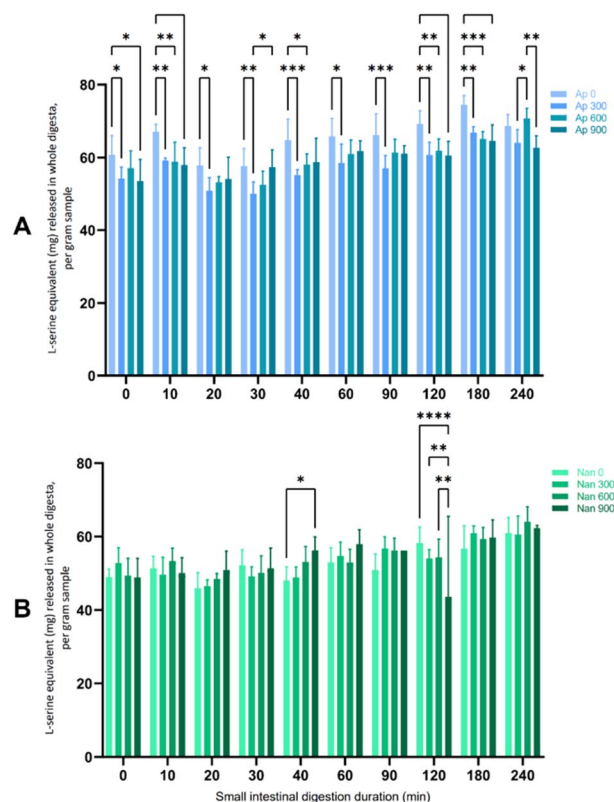 * ** * *** *
* ** * ** ** *** * *** ** ** * **
80
60
40
20
0
L-serine equivalent (mg) released in whole digesta,
per gram sample
A
Ap 0
Ap 300
Ap 600
Ap 900
0 10 20 30 40 60 90 120 180 240
****
**
* **
80
60
40
20
0
L-serine equivalent (mg) released in whole digesta,
per gram sample
B
Nan 0
Nan 300
Nan 600
Nan 900
0 10 20 30 40 60 90 120 180 240
Small intestinal digestion duration (min)